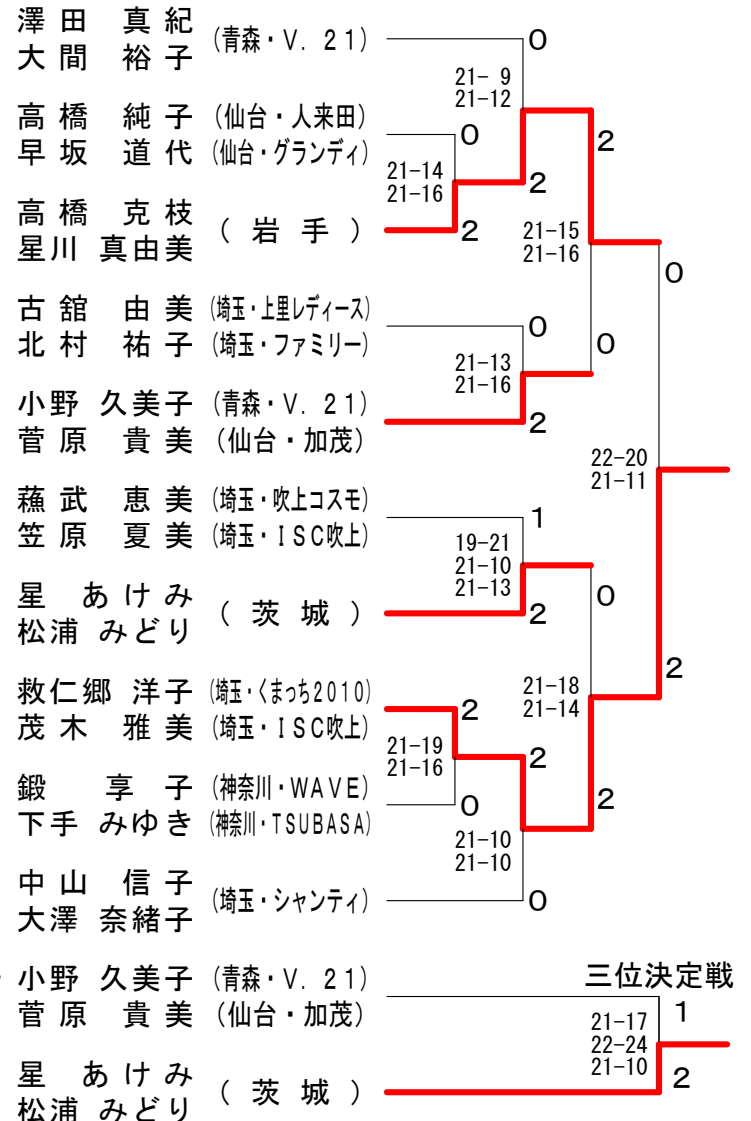 澤田 真紀 (青森・V. 21) 0
大間 裕子
21- 9
21-12
高橋 純子 (仙台・人来田) 0 2
早坂 道代 (仙台・グランディ)
21-14
21-16
2
高橋 克枝 (岩手) 2
星川 真由美
21-15
21-16
0
古舘 由美 (埼玉・上里レディース) 0 0
北村 祐子 (埼玉・ファミリー)
21-13
21-16
小野 久美子 (青森・V. 21) 2
菅原 貴美 (仙台・加茂)
22-20
21-11
蘓武 恵美 (埼玉・吹上コスモ) 1
笠原 夏美 (埼玉・ISC吹上)
19-21
21-10
21-13
星 あけみ (茨城) 2 0
松浦 みどり
2
救仁郷 洋子 (埼玉・くまっち2010) 2
茂木 雅美 (埼玉・ISC吹上)
21-18
21-14
21-19
21-16
2
鍛 享子 (神奈川・WAVE) 0 2
下手 みゆき (神奈川・TSUBASA)
21-10
21-10
中山 信子 (埼玉・シャンティ) 0
大澤 奈緒子
三位決定戦
小野 久美子 (青森・V. 21) 1
菅原 貴美 (仙台・加茂)
21-17
22-24
21-10
星 あけみ (茨城) 2
松浦 みどり